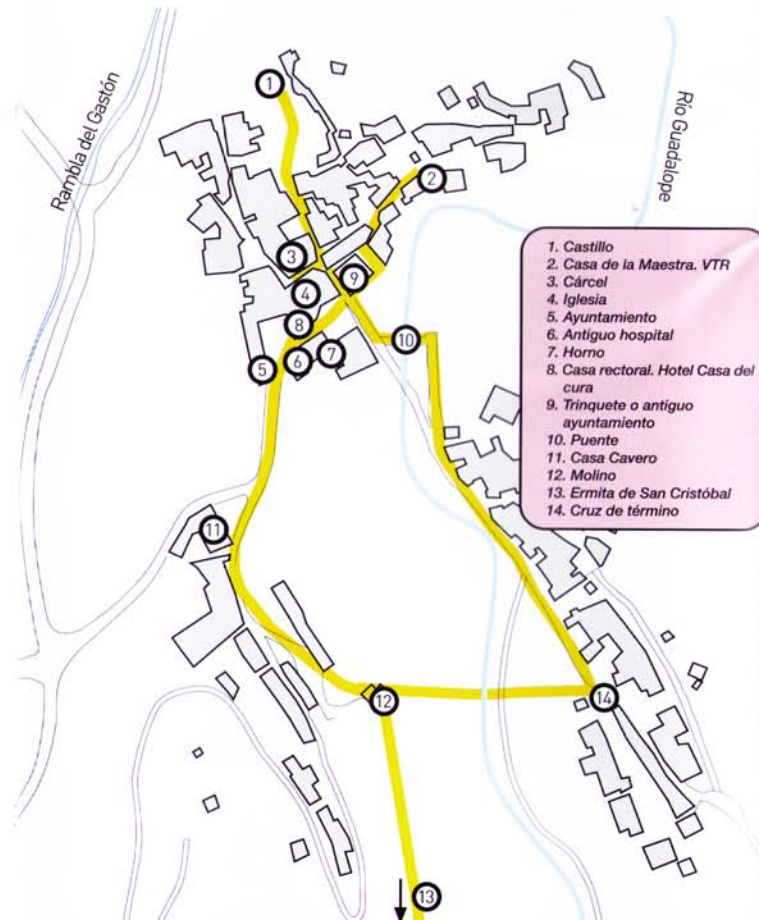 Rambla del Gastón
Río Guadalope
1
2
3
4
9
8
10
5
6
7
11
12
14
13
1. Castillo
2. Casa de la Maestra. VTR
3. Cárcel
4. Iglesia
5. Ayuntamiento
6. Antiguo hospital
7. Horno
8. Casa rectoral. Hotel Casa del
cura
9. Trinquete o antiguo
ayuntamiento
10. Puente
11. Casa Cavero
12. Molino
13. Ermita de San Cristóbal
14. Cruz de término